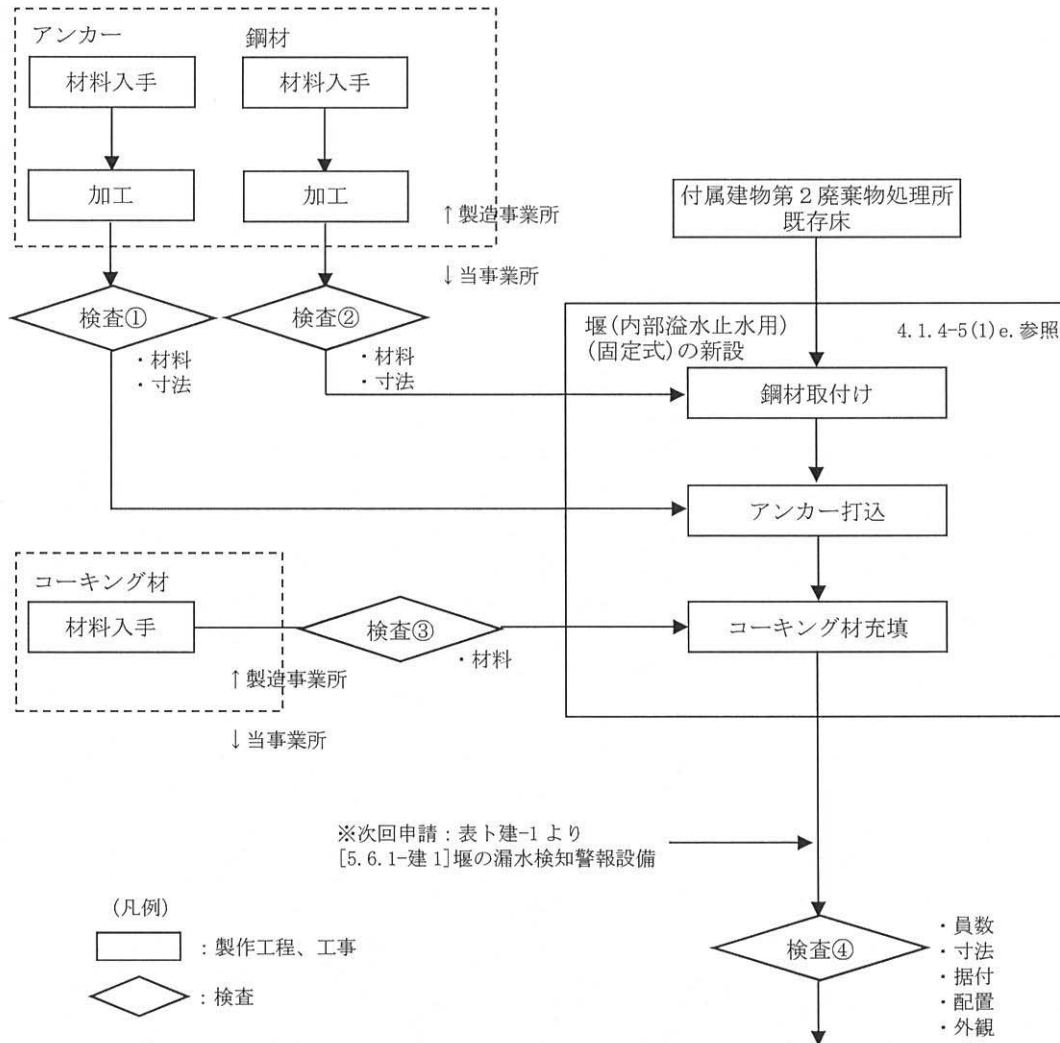 アンカー
鋼材
材料入手
材料入手
加工
加工
↑製造事業所
↓当事業所
検査①
・材料
・寸法
検査②
・材料
・寸法
付属建物第2廃棄物処理所
既存床
堰(内部溢水止水用)
(固定式)の新設
4.1.4-5(1)e.参照
鋼材取付け
アンカー打込
コーキング材
材料入手
検査③
・材料
コーキング材充填
↑製造事業所
↓当事業所
※次回申請：表ト建-1より
[5.6.1-建1]堰の漏水検知警報設備
検査④
・員数
・寸法
・据付
・配置
・外観
(凡例)
：製作工程、工事
：検査